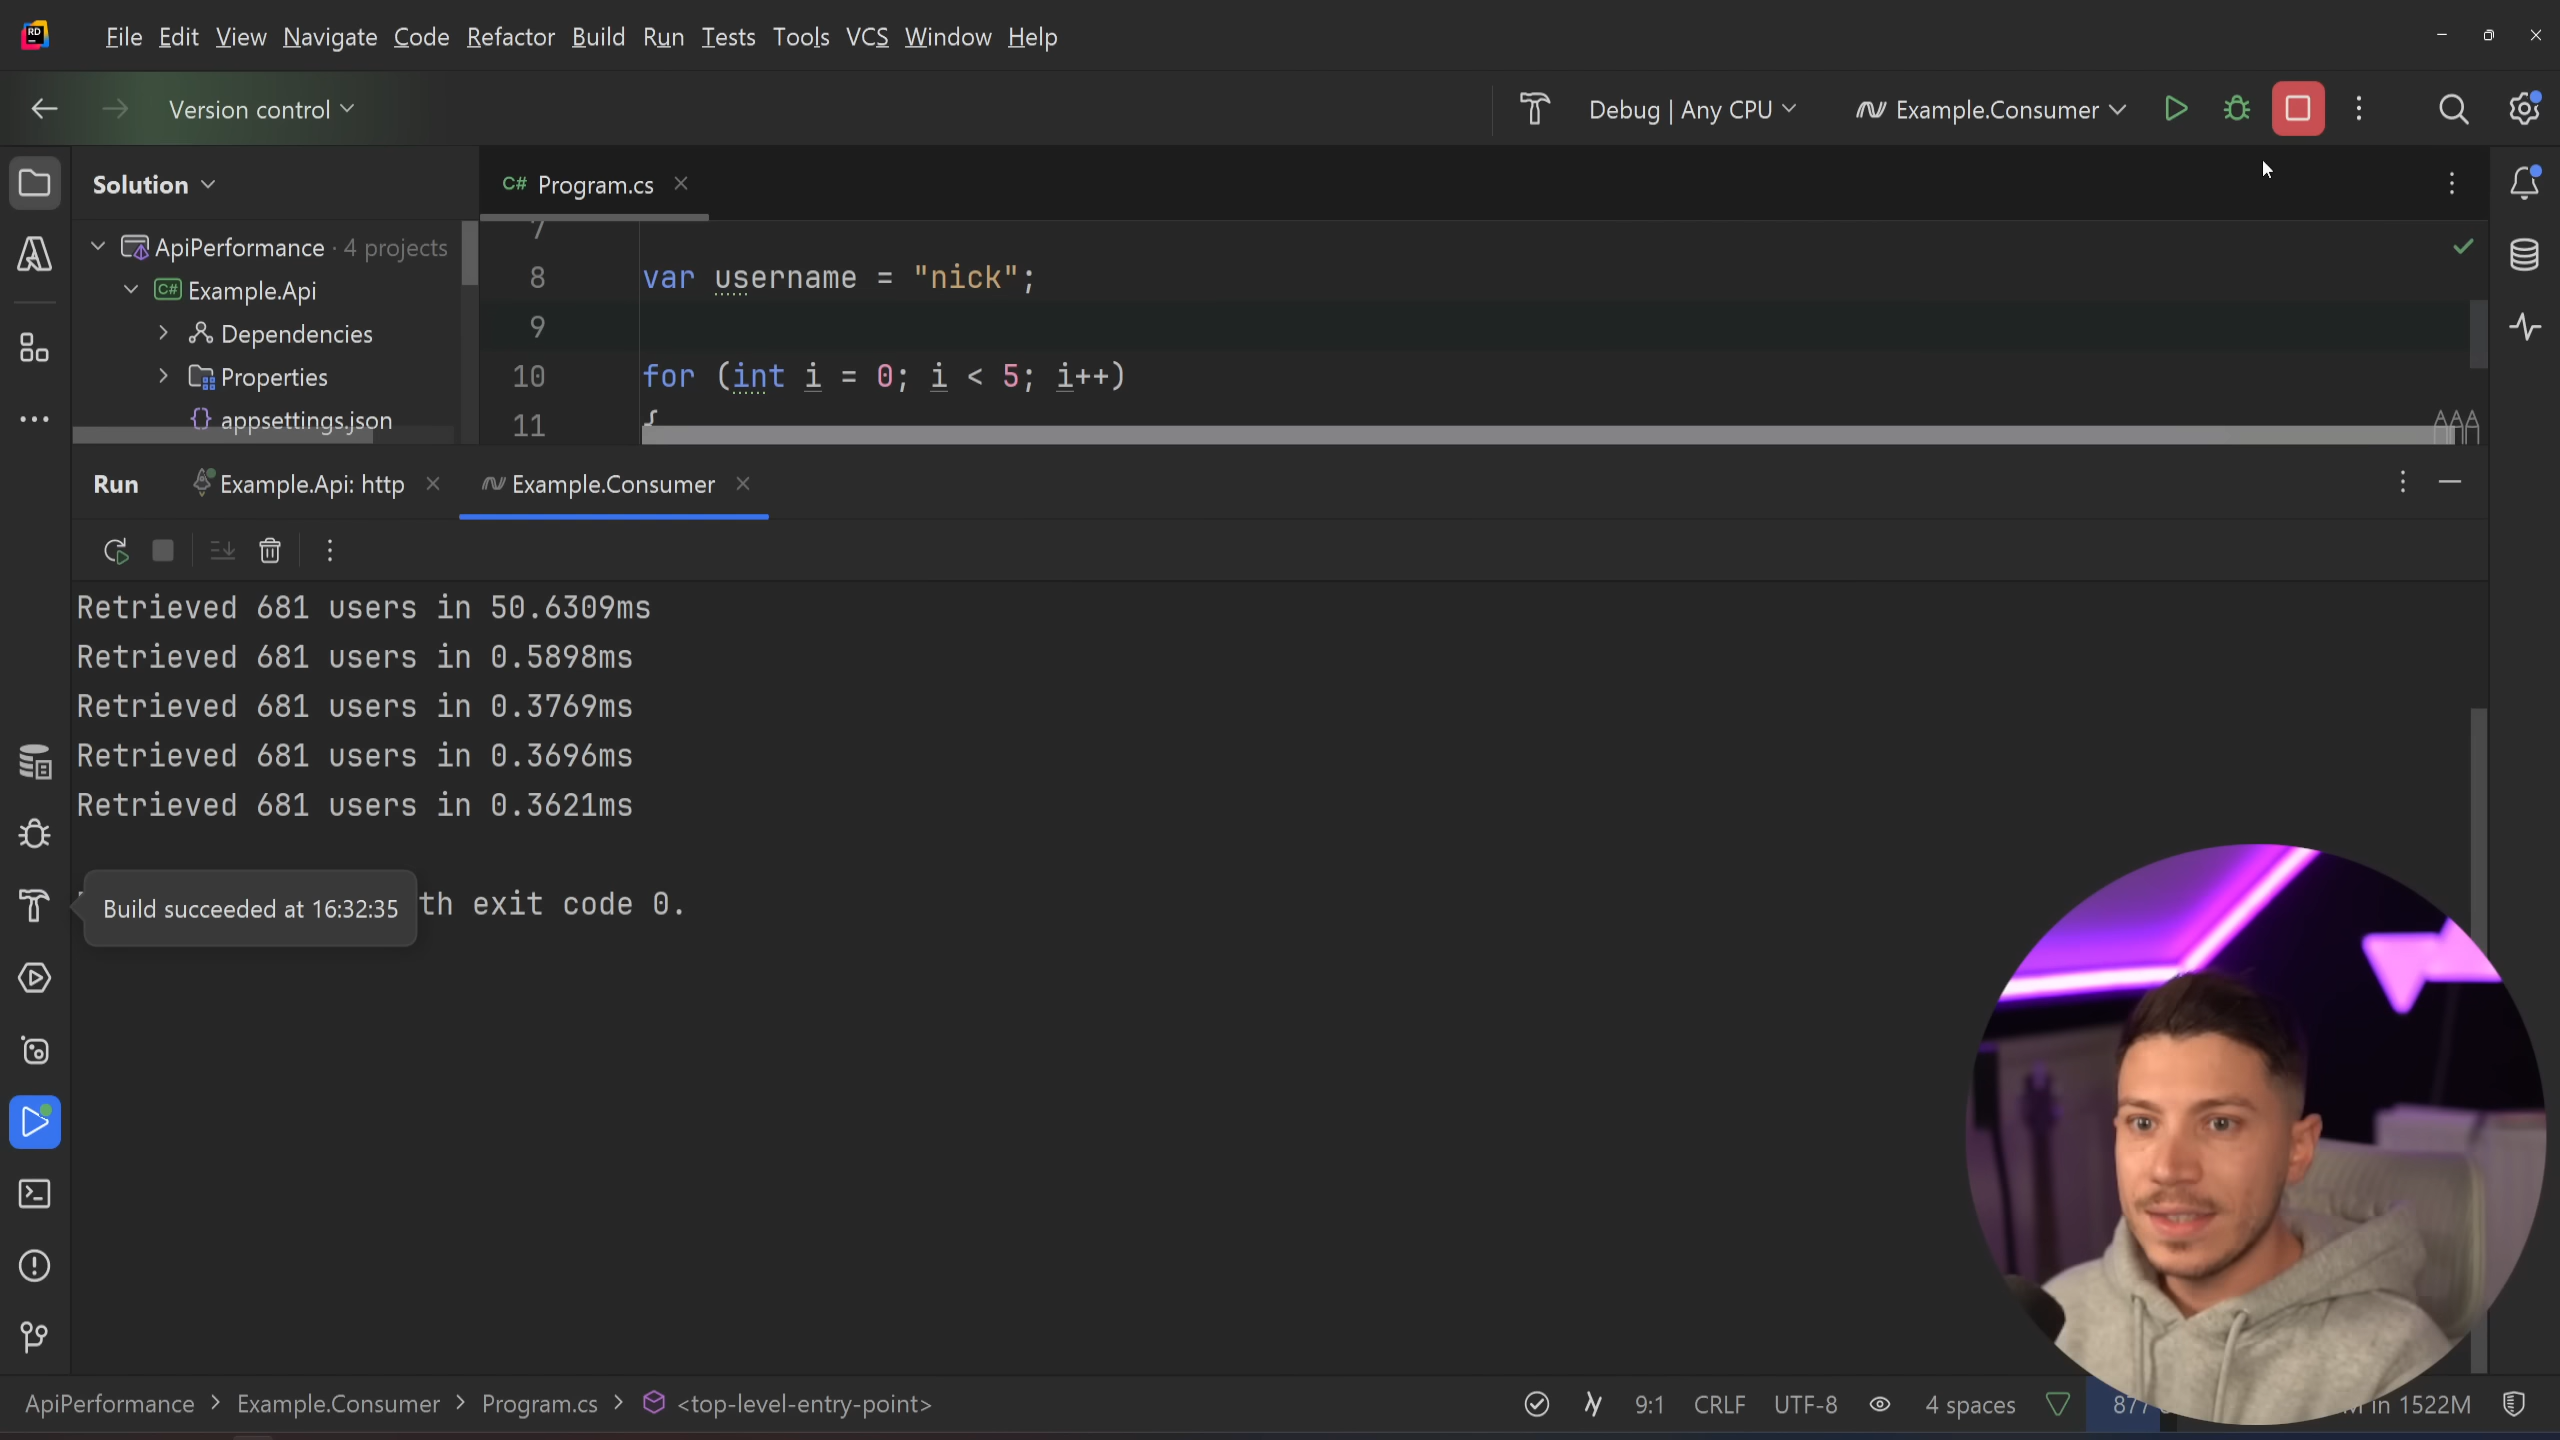 RD File Edit View Navigate Code Refactor Build Run Tests Tools VCS Window Help
Version control Debug | Any CPU Example.Consumer
Solution C# Program.cs
ApiPerformance · 4 projects
C# Example.Api
Dependencies
Properties
{} appsettings.json
7
8 var username = "nick";
9
10 for (int i = 0; i < 5; i++)
11 {
Run Example.Api: http Example.Consumer
Retrieved 681 users in 50.6309ms
Retrieved 681 users in 0.5898ms
Retrieved 681 users in 0.3769ms
Retrieved 681 users in 0.3696ms
Retrieved 681 users in 0.3621ms
Build succeeded at 16:32:35 th exit code 0.
ApiPerformance > Example.Consumer > Program.cs > <top-level-entry-point> 9:1 CRLF UTF-8 4 spaces 877 in 1522M